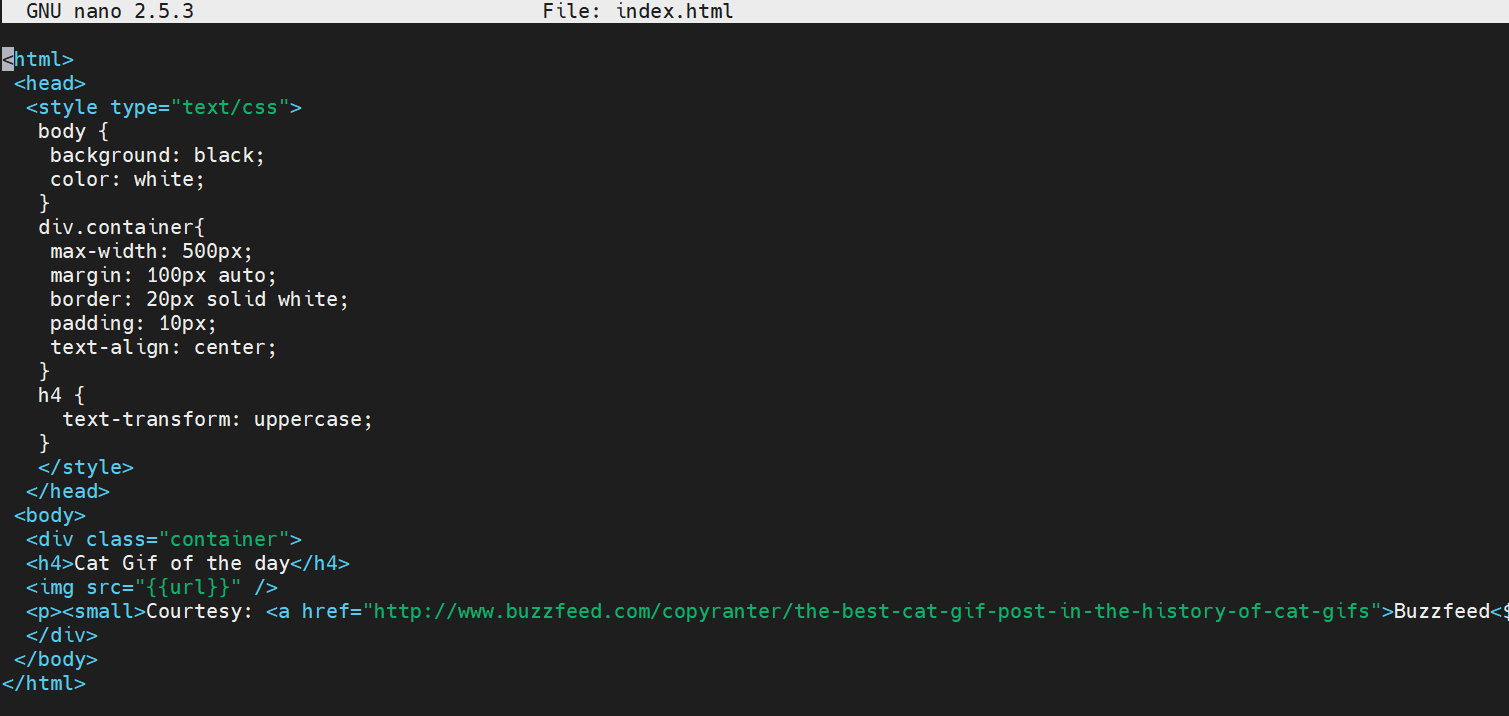 GNU nano 2.5.3 File: index.html
<html>
 <head>
  <style type="text/css">
   body {
    background: black;
    color: white;
   }
   div.container{
    max-width: 500px;
    margin: 100px auto;
    border: 20px solid white;
    padding: 10px;
    text-align: center;
   }
   h4 {
     text-transform: uppercase;
   }
   </style>
  </head>
 <body>
  <div class="container">
  <h4>Cat Gif of the day</h4>
  <img src="{{url}}" />
  <p><small>Courtesy: <a href="http://www.buzzfeed.com/copyranter/the-best-cat-gif-post-in-the-history-of-cat-gifs">Buzzfeed<$
  </div>
 </body>
</html>